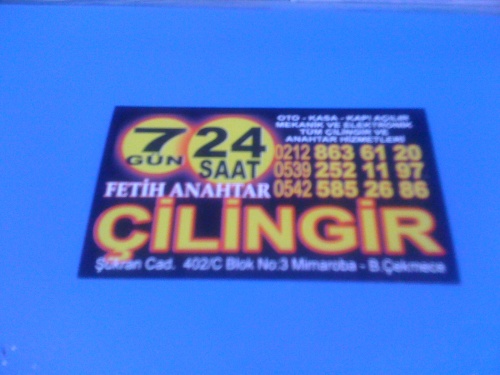 7 GÜN
24 SAAT
OTO - KASA - KAPI AÇILIR
MEKANİK VE ELEKTRONİK
TÜM ÇİLİNGİR VE
ANAHTAR HİZMETLERİ
0212 863 61 20
0539 252 11 97
0542 585 26 86
FETİH ANAHTAR
ÇİLİNGİR
Cad. 402/C Blok No:3 Mimaroba - B.Çekmece